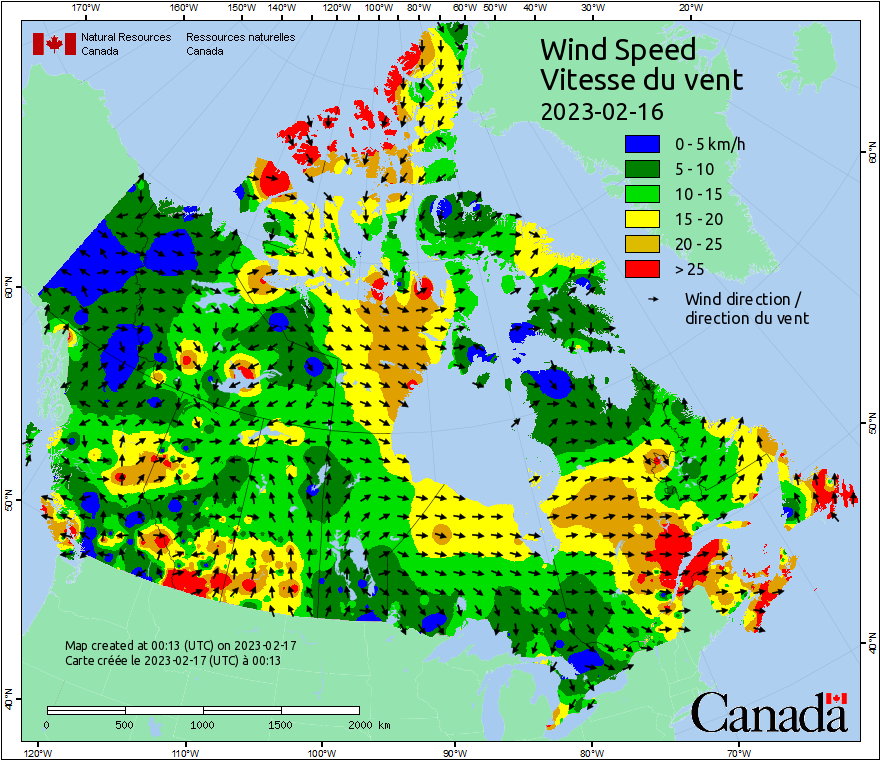 170°W 160°W 150°W 140°W 130°W 120°W 110°W 100°W 90°W 80°W 60°W 50°W 40°W 30°W 20°W
Natural Resources Canada
Ressources naturelles Canada
Wind Speed
Vitesse du vent
2023-02-16
0 - 5 km/h
5 - 10
10 - 15
15 - 20
20 - 25
> 25
Wind direction /
direction du vent
60°N
60°N
50°N
50°N
40°N
40°N
Map created at 00:13 (UTC) on 2023-02-17
Carte créée le 2023-02-17 (UTC) à 00:13
0 500 1000 1500 2000 km
Canada
120°W 110°W 100°W 90°W 80°W 70°W